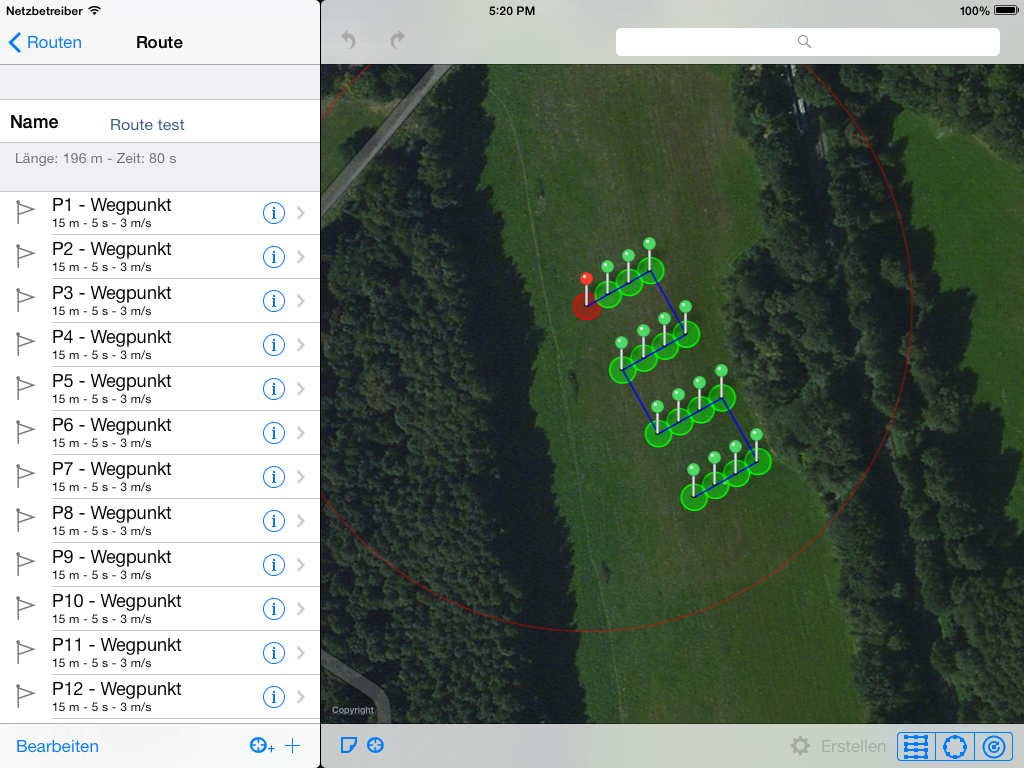 Netzbetreiber
5:20 PM
100%
Routen
Route
Name
Route test
Länge: 196 m - Zeit: 80 s
P1 - Wegpunkt
15 m - 5 s - 3 m/s
P2 - Wegpunkt
15 m - 5 s - 3 m/s
P3 - Wegpunkt
15 m - 5 s - 3 m/s
P4 - Wegpunkt
15 m - 5 s - 3 m/s
P5 - Wegpunkt
15 m - 5 s - 3 m/s
P6 - Wegpunkt
15 m - 5 s - 3 m/s
P7 - Wegpunkt
15 m - 5 s - 3 m/s
P8 - Wegpunkt
15 m - 5 s - 3 m/s
P9 - Wegpunkt
15 m - 5 s - 3 m/s
P10 - Wegpunkt
15 m - 5 s - 3 m/s
P11 - Wegpunkt
15 m - 5 s - 3 m/s
P12 - Wegpunkt
15 m - 5 s - 3 m/s
Bearbeiten
Copyright
Erstellen